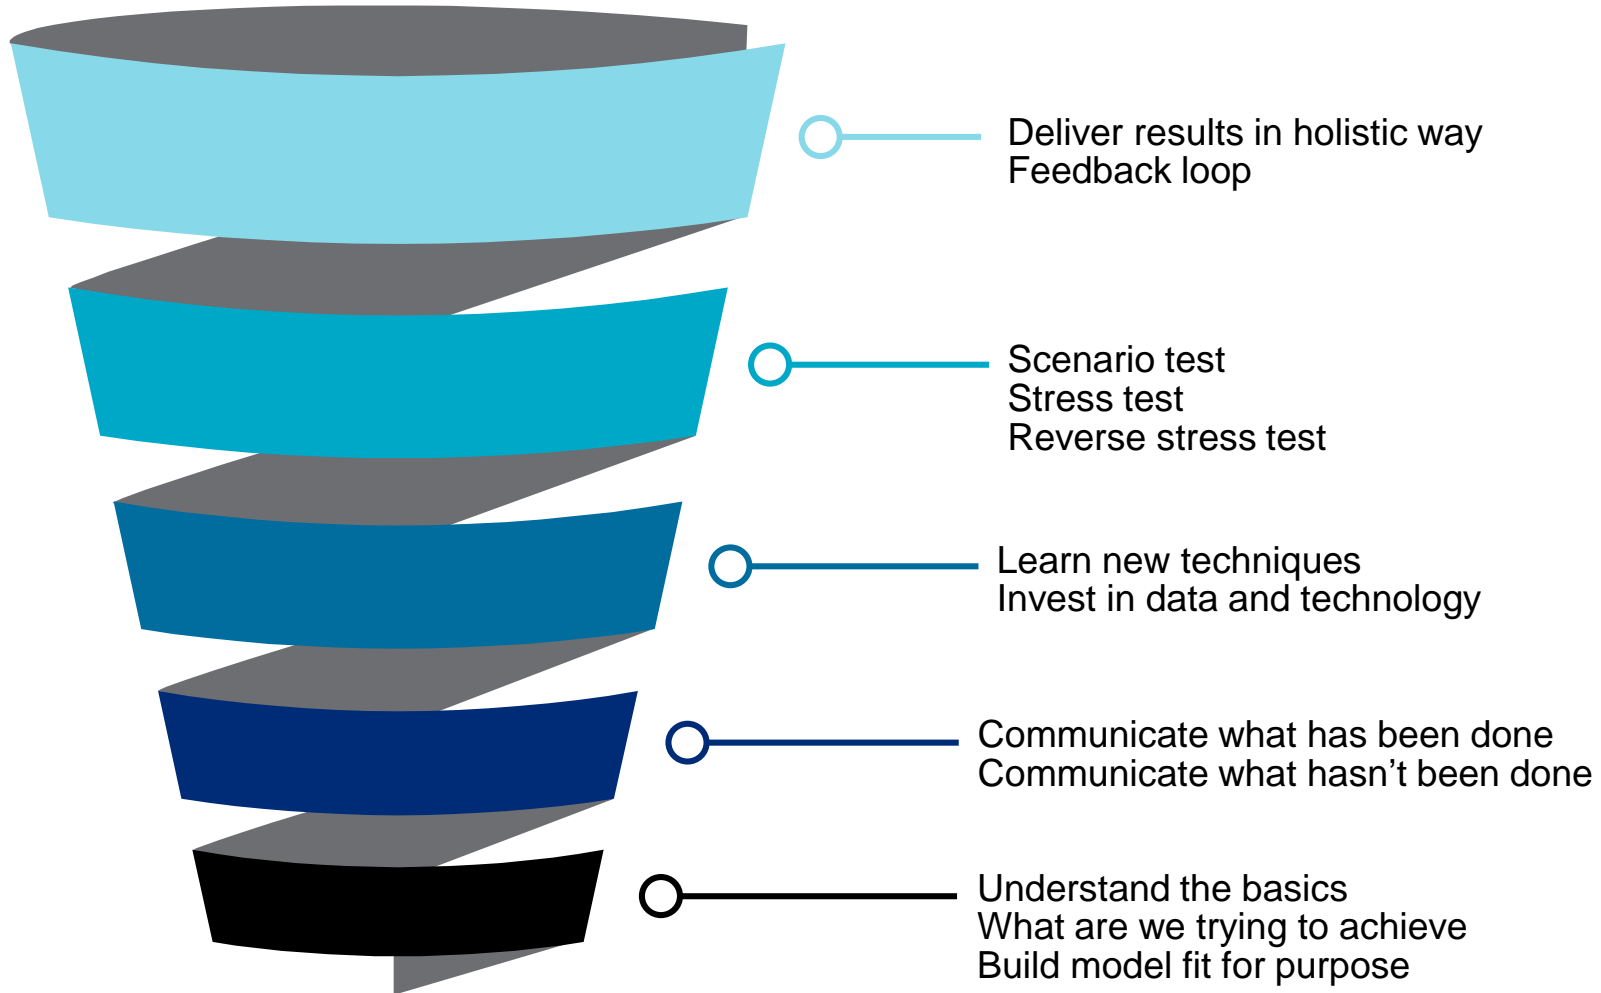 Deliver results in holistic way
Feedback loop
Scenario test
Stress test
Reverse stress test
Learn new techniques
Invest in data and technology
Communicate what has been done
Communicate what hasn’t been done
Understand the basics
What are we trying to achieve
Build model fit for purpose